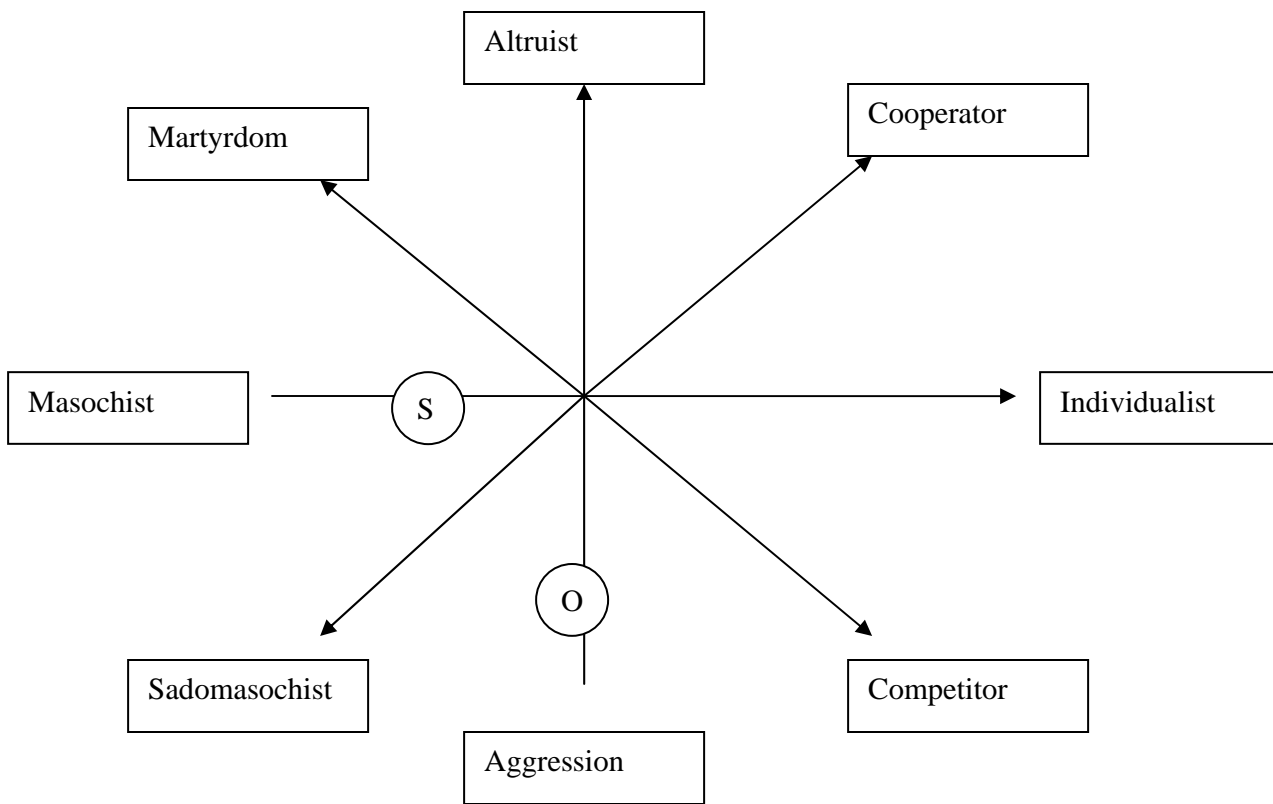 Altruist
Cooperator
Martyrdom
Masochist
S
Individualist
O
Sadomasochist
Competitor
Aggression